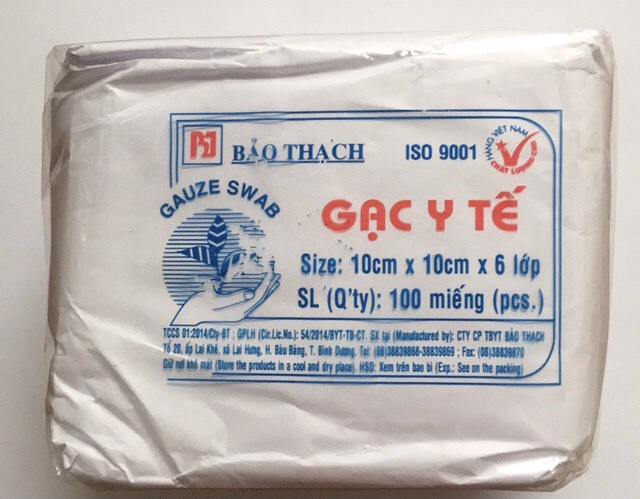 BẢO THẠCH
ISO 9001
HÀNG VIỆT NAM
CHẤT LƯỢNG CAO
GAUZE SWAB
GẠC Y TẾ
Size: 10cm x 10cm x 6 lớp
SL (Q'ty): 100 miếng (pcs.)
TCCS 01:2014/Cty-BT ; GPLH (Cir.Lic.No.): 54/2014/BYT-TB-CT. SX tại (Manufactured by): CTY CP TBYT BẢO THẠCH
Tổ 20, ấp Lai Khê, xã Lai Hưng, H. Bàu Bàng, T. Bình Dương. Tel: (08)38839868-38839869 ; Fax: (08)38839870
Giữ nơi khô mát (Store the products in a cool and dry place). HSD: Xem trên bao bì (Exp.: See on the packing)